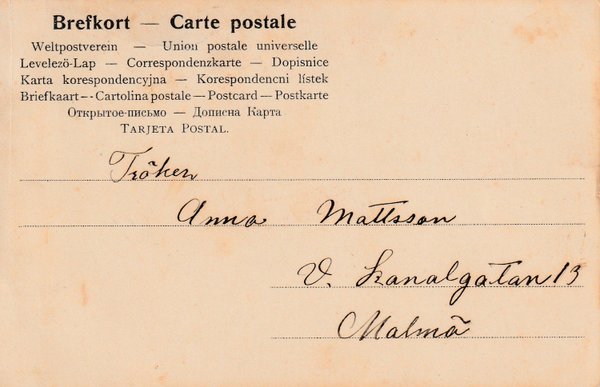 Brefkort — Carte postale
Weltpostverein — Union postale universelle
Levelező-Lap — Correspondenzkarte — Dopisnice
Karta korespondencyjna — Korespondencni lístek
Briefkaart -- Cartolina postale — Postcard — Postkarte
Открытое-письмо — Дописна Карта
TARJETA POSTAL.
Fröken
Anna Mattsson
V. Kanalgatan 13
Malmö